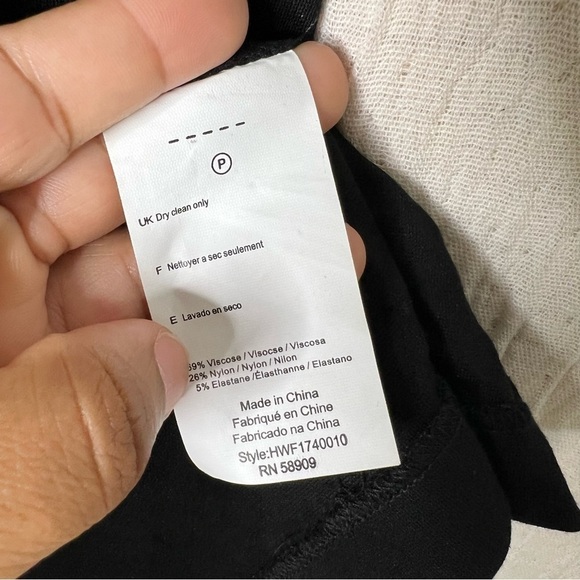 P
UK Dry clean only
F Nettoyer a sec seulement
E Lavado en seco
69% Viscose / Visocse / Viscosa
26% Nylon / Nylon / Nilon
5% Elastane /Élasthanne / Elastano
Made in China
Fabriqué en Chine
Fabricado na China
Style:HWF1740010
RN 58909